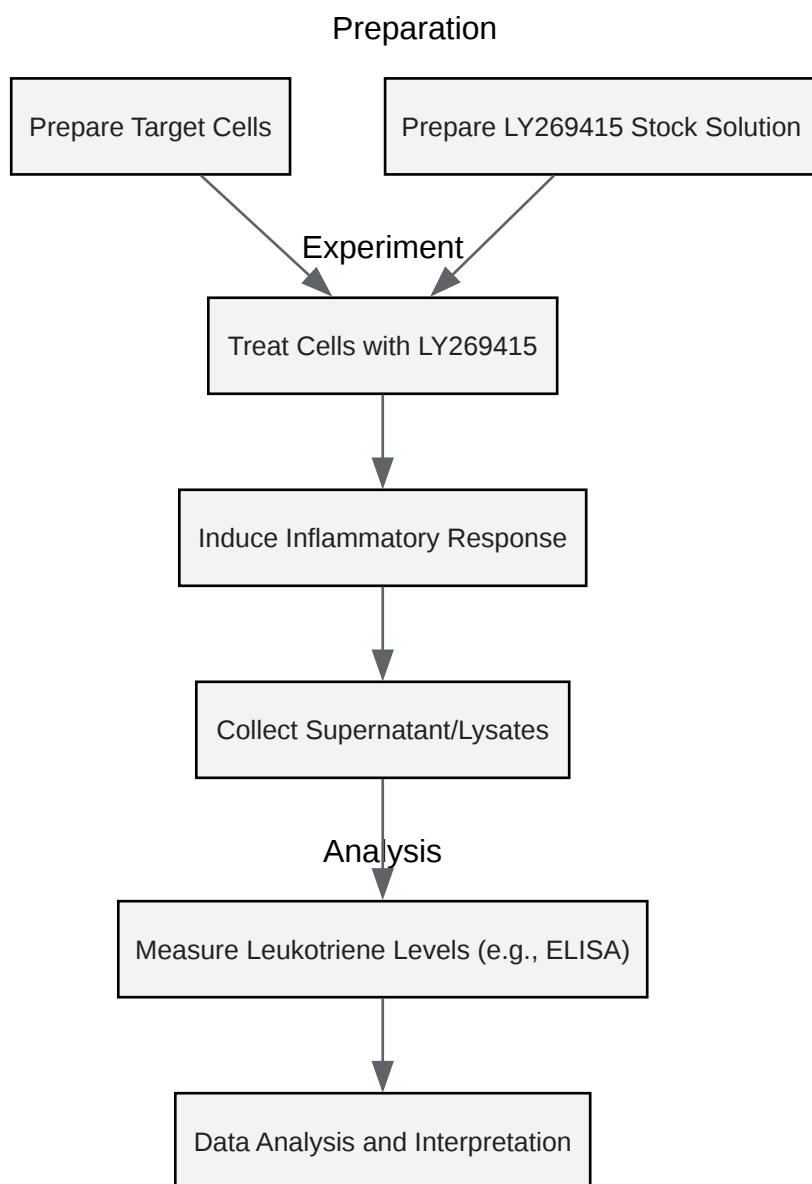 Preparation
Prepare Target Cells
Prepare LY269415 Stock Solution
Experiment
Treat Cells with LY269415
Induce Inflammatory Response
Collect Supernatant/Lysates
Analysis
Measure Leukotriene Levels (e.g., ELISA)
Data Analysis and Interpretation